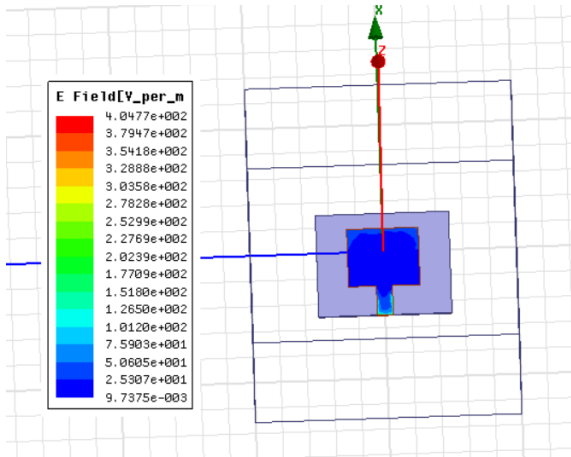 X
Z
E Field[V_per_m
4.0477e+002
3.7947e+002
3.5418e+002
3.2888e+002
3.0358e+002
2.7828e+002
2.5299e+002
2.2769e+002
2.0239e+002
1.7709e+002
1.5180e+002
1.2650e+002
1.0120e+002
7.5903e+001
5.0605e+001
2.5307e+001
9.7375e-003